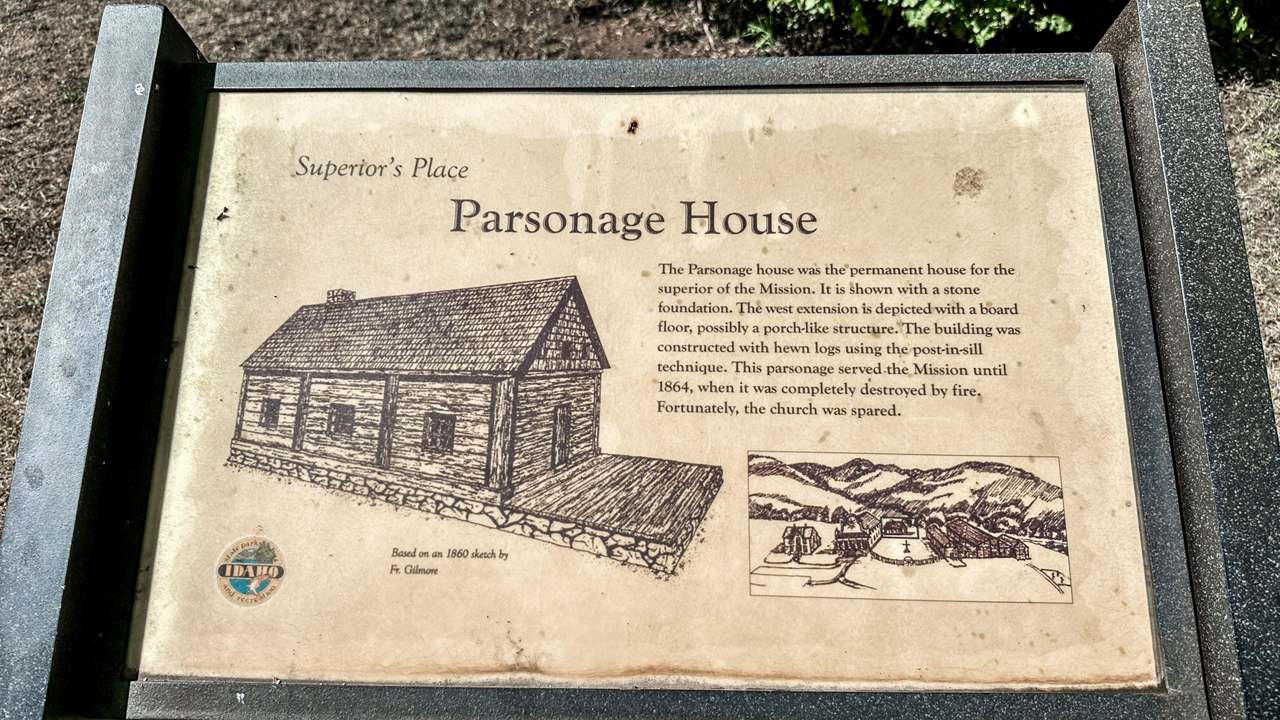 Superior's Place
Parsonage House
The Parsonage house was the permanent house for the
superior of the Mission. It is shown with a stone
foundation. The west extension is depicted with a board
floor, possibly a porch-like structure. The building was
constructed with hewn logs using the post-in-sill
technique. This parsonage served the Mission until
1864, when it was completely destroyed by fire.
Fortunately, the church was spared.
Based on an 1860 sketch by
Fr. Gilmore
state parks
IDAHO
and recreation